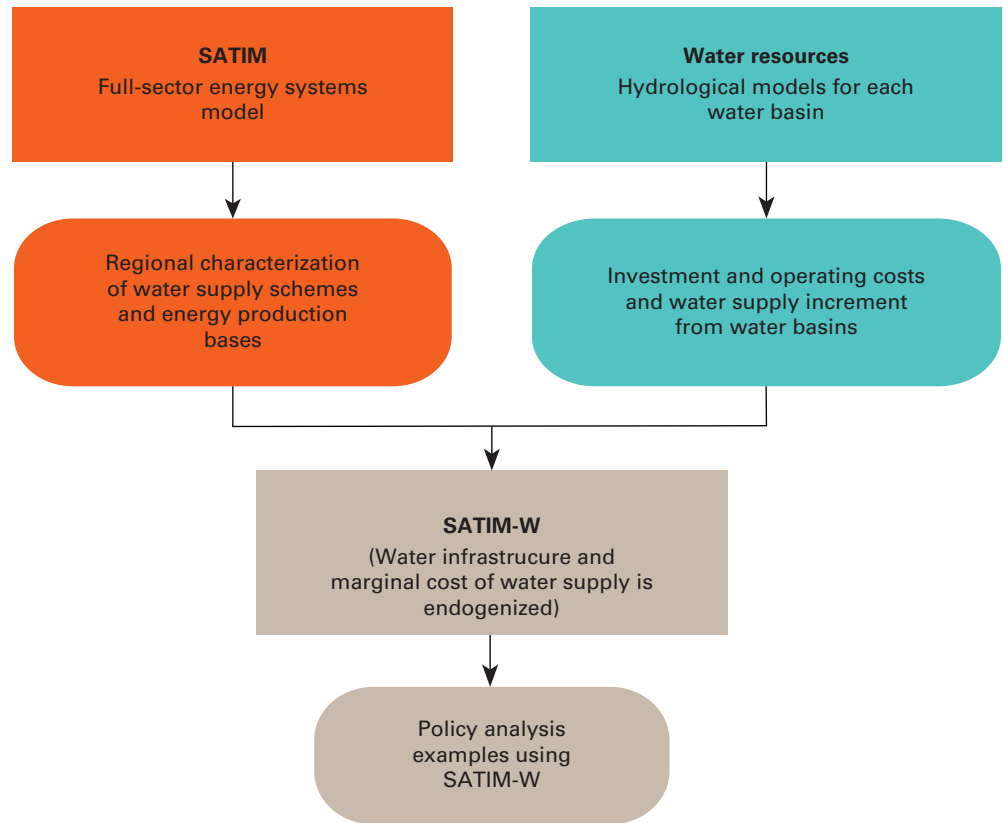 SATIM
Full-sector energy systems
model
Water resources
Hydrological models for each
water basin
Regional characterization
of water supply schemes
and energy production
bases
Investment and operating costs
and water supply increment
from water basins
SATIM-W
(Water infrastrucure and
marginal cost of water supply is
endogenized)
Policy analysis
examples using
SATIM-W